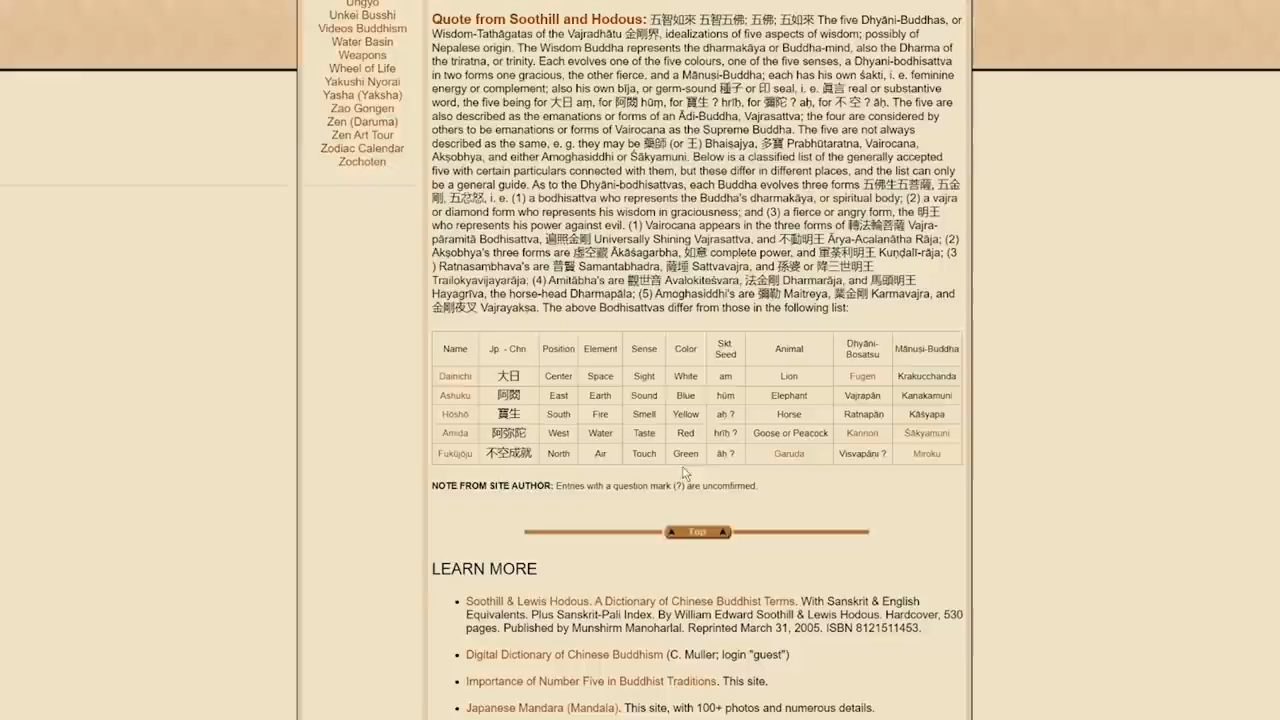 Ungyo
Unkei Busshi
Videos Buddhism
Water Basin
Weapons
Wheel of Life
Yakushi Nyorai
Yasha (Yaksha)
Zao Gongen
Zen (Daruma)
Zen Art Tour
Zodiac Calendar
Zochoten
Quote from Soothill and Hodous: 五智如來 五智五佛; 五佛; 五如來 The five Dhyāni-Buddhas, or
Wisdom-Tathāgatas of the Vajradhātu 金剛界, idealizations of five aspects of wisdom; possibly of
Nepalese origin. The Wisdom Buddha represents the dharmakāya or Buddha-mind, also the Dharma of
the triratna, or trinity. Each evolves one of the five colours, one of the five senses, a Dhyani-bodhisattva
in two forms one gracious, the other fierce, and a Mānuṣi-Buddha; each has his own śakti, i. e. feminine
energy or complement; also his own bīja, or germ-sound 種子 or 印 seal, i. e. 眞言 real or substantive
word, the five being for 大日 aṃ, for 阿閦 hūṃ, for 寶生 ? hrīḥ, for 彌陀 ? aḥ, for 不 空 ? āḥ. The five are
also described as the emanations or forms of an Ādi-Buddha, Vajrasattva; the four are considered by
others to be emanations or forms of Vairocana as the Supreme Buddha. The five are not always
described as the same, e. g. they may be 藥師 (or 王) Bhaiṣajya, 多寶 Prabhūtaratna, Vairocana,
Akṣobhya, and either Amoghasiddhi or Śākyamuni. Below is a classified list of the generally accepted
five with certain particulars connected with them, but these differ in different places, and the list can only
be a general guide. As to the Dhyāni-bodhisattvas, each Buddha evolves three forms 五佛生五菩薩, 五金
剛, 五忿怒, i. e. (1) a bodhisattva who represents the Buddha's dharmakāya, or spiritual body; (2) a vajra
or diamond form who represents his wisdom in graciousness; and (3) a fierce or angry form, the 明王
who represents his power against evil. (1) Vairocana appears in the three forms of 轉法輪菩薩 Vajra-
pāramitā Bodhisattva, 遍照金剛 Universally Shining Vajrasattva, and 不動明王 Ārya-Acalanātha Rāja; (2)
Akṣobhya's three forms are 虛空藏 Ākāśagarbha, 如意 complete power, and 軍荼利明王 Kuṇḍalī-rāja; (3
) Ratnasaṃbhava's are 普賢 Samantabhadra, 薩埵 Sattvavajra, and 孫婆 or 降三世明王
Trailokyavijayarāja; (4) Amitābha's are 觀世音 Avalokiteśvara, 法金剛 Dharmarāja, and 馬頭明王
Hayagrīva, the horse-head Dharmapāla; (5) Amoghasiddhi's are 彌勒 Maitreya, 業金剛 Karmavajra, and
金剛夜叉 Vajrayakṣa. The above Bodhisattvas differ from those in the following list:
Name Jp. - Chn Position Element Sense Color Skt Seed Animal Dhyāni-Bosatsu Mānuṣi-Buddha
Dainichi 大日 Center Space Sight White am Lion Fugen Krakucchanda
Ashuku 阿閦 East Earth Sound Blue hūm Elephant Vajrapān Kanakamuni
Hōshō 寶生 South Fire Smell Yellow aḥ ? Horse Ratnapān Kāśyapa
Amida 阿弥陀 West Water Taste Red hrīḥ ? Goose or Peacock Kannon Śākyamuni
Fukūjōju 不空成就 North Air Touch Green āḥ ? Garuda Visvapāni ? Miroku
NOTE FROM SITE AUTHOR: Entries with a question mark (?) are uncomfirmed.
Top
LEARN MORE
• Soothill & Lewis Hodous. A Dictionary of Chinese Buddhist Terms. With Sanskrit & English
Equivalents. Plus Sanskrit-Pali Index. By William Edward Soothill & Lewis Hodous. Hardcover, 530
pages. Published by Munshirm Manoharlal. Reprinted March 31, 2005. ISBN 8121511453.
• Digital Dictionary of Chinese Buddhism (C. Muller; login "guest")
• Importance of Number Five in Buddhist Traditions. This site.
• Japanese Mandara (Mandala). This site, with 100+ photos and numerous details.